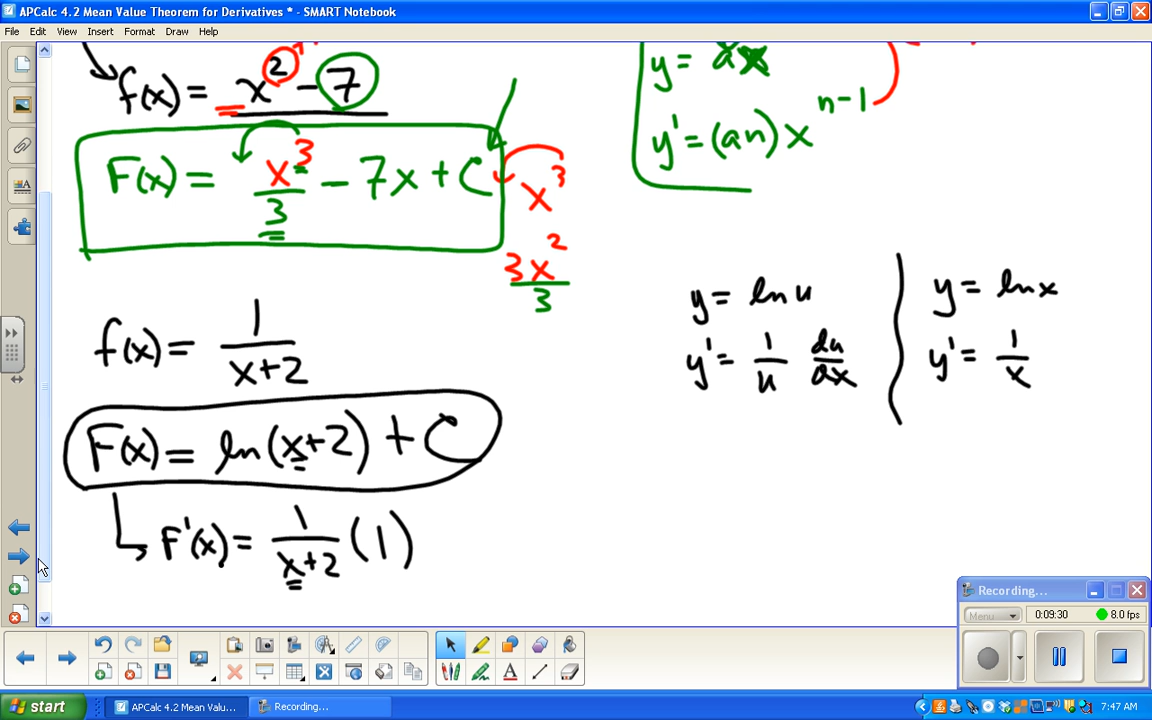 APCalc 4.2 Mean Value Theorem for Derivatives * - SMART Notebook
File Edit View Insert Format Draw Help
f(x) = x² - 7
F(x) = x³/3 - 7x + C
x³
3x²/3
y = ax
y' = (an)x^(n-1)
f(x) = 1/(x+2)
F(x) = ln(x+2) + C
F'(x) = 1/(x+2) (1)
y = ln u
y' = 1/u du/dx
y = ln x
y' = 1/x
Recording...
Menu
0:09:30
8.0 fps
start
APCalc 4.2 Mean Valu...
Recording...
7:47 AM